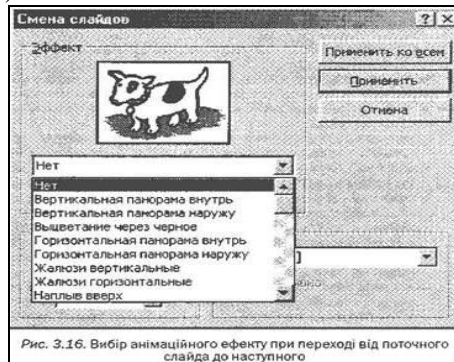 Смена слайдов
Эффект
Применить ко всем
Применить
Отмена
Нет
Нет
Вертикальная панорама внутрь
Вертикальная панорама наружу
Выцветание через черное
Горизонтальная панорама внутрь
Горизонтальная панорама наружу
Жалюзи вертикальные
Жалюзи горизонтальные
Наплыв вверх
Рис. 3.16. Вибір анімаційного ефекту при переході від поточного
слайда до наступного